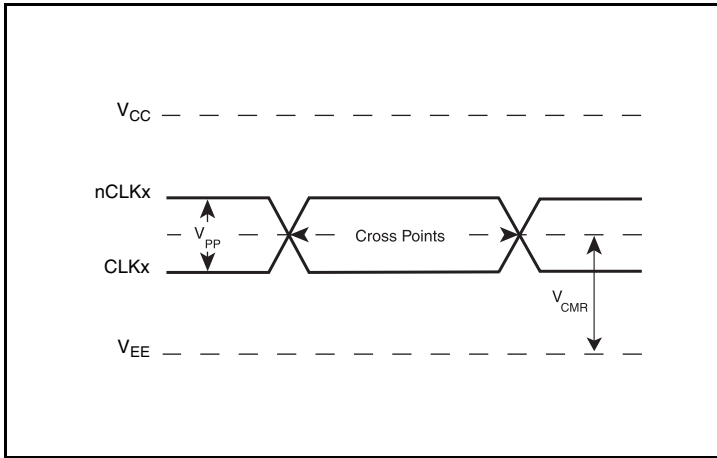 VCC
nCLKx
VPP
Cross Points
CLKx
VCMR
VEE